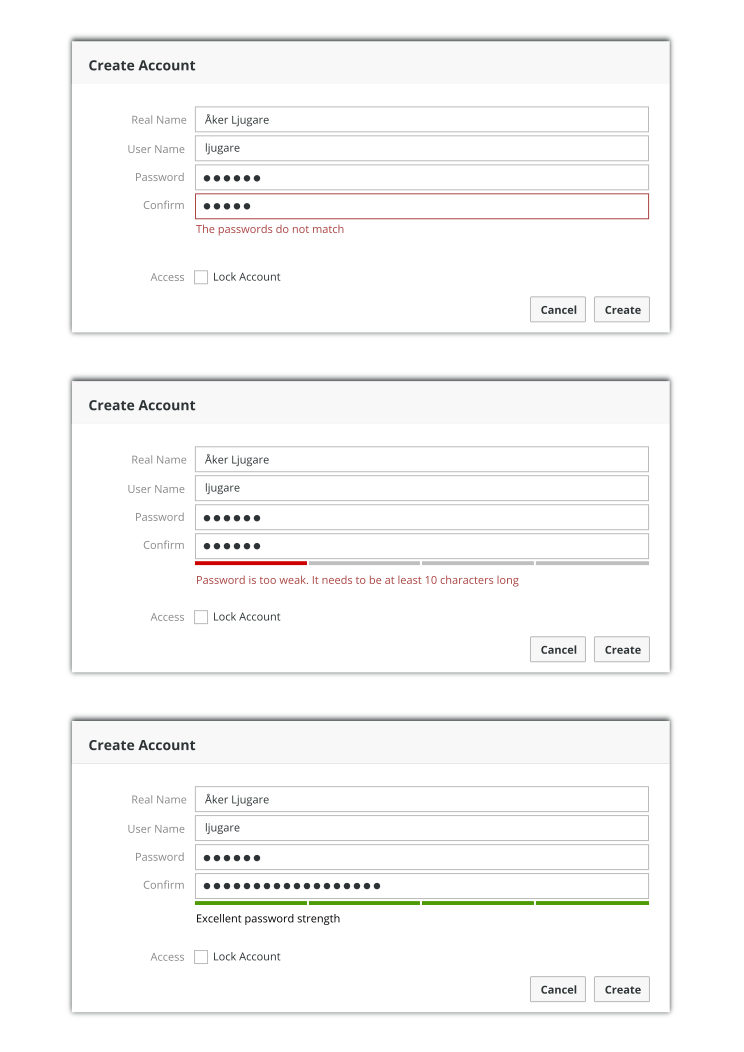 Create Account
Real Name Åker Ljugare
User Name ljugare
Password ●●●●●●
Confirm ●●●●●
The passwords do not match
Access Lock Account
Cancel Create
Create Account
Real Name Åker Ljugare
User Name ljugare
Password ●●●●●●
Confirm ●●●●●●
Password is too weak. It needs to be at least 10 characters long
Access Lock Account
Cancel Create
Create Account
Real Name Åker Ljugare
User Name ljugare
Password ●●●●●●
Confirm ●●●●●●●●●●●●●●●●●●
Excellent password strength
Access Lock Account
Cancel Create